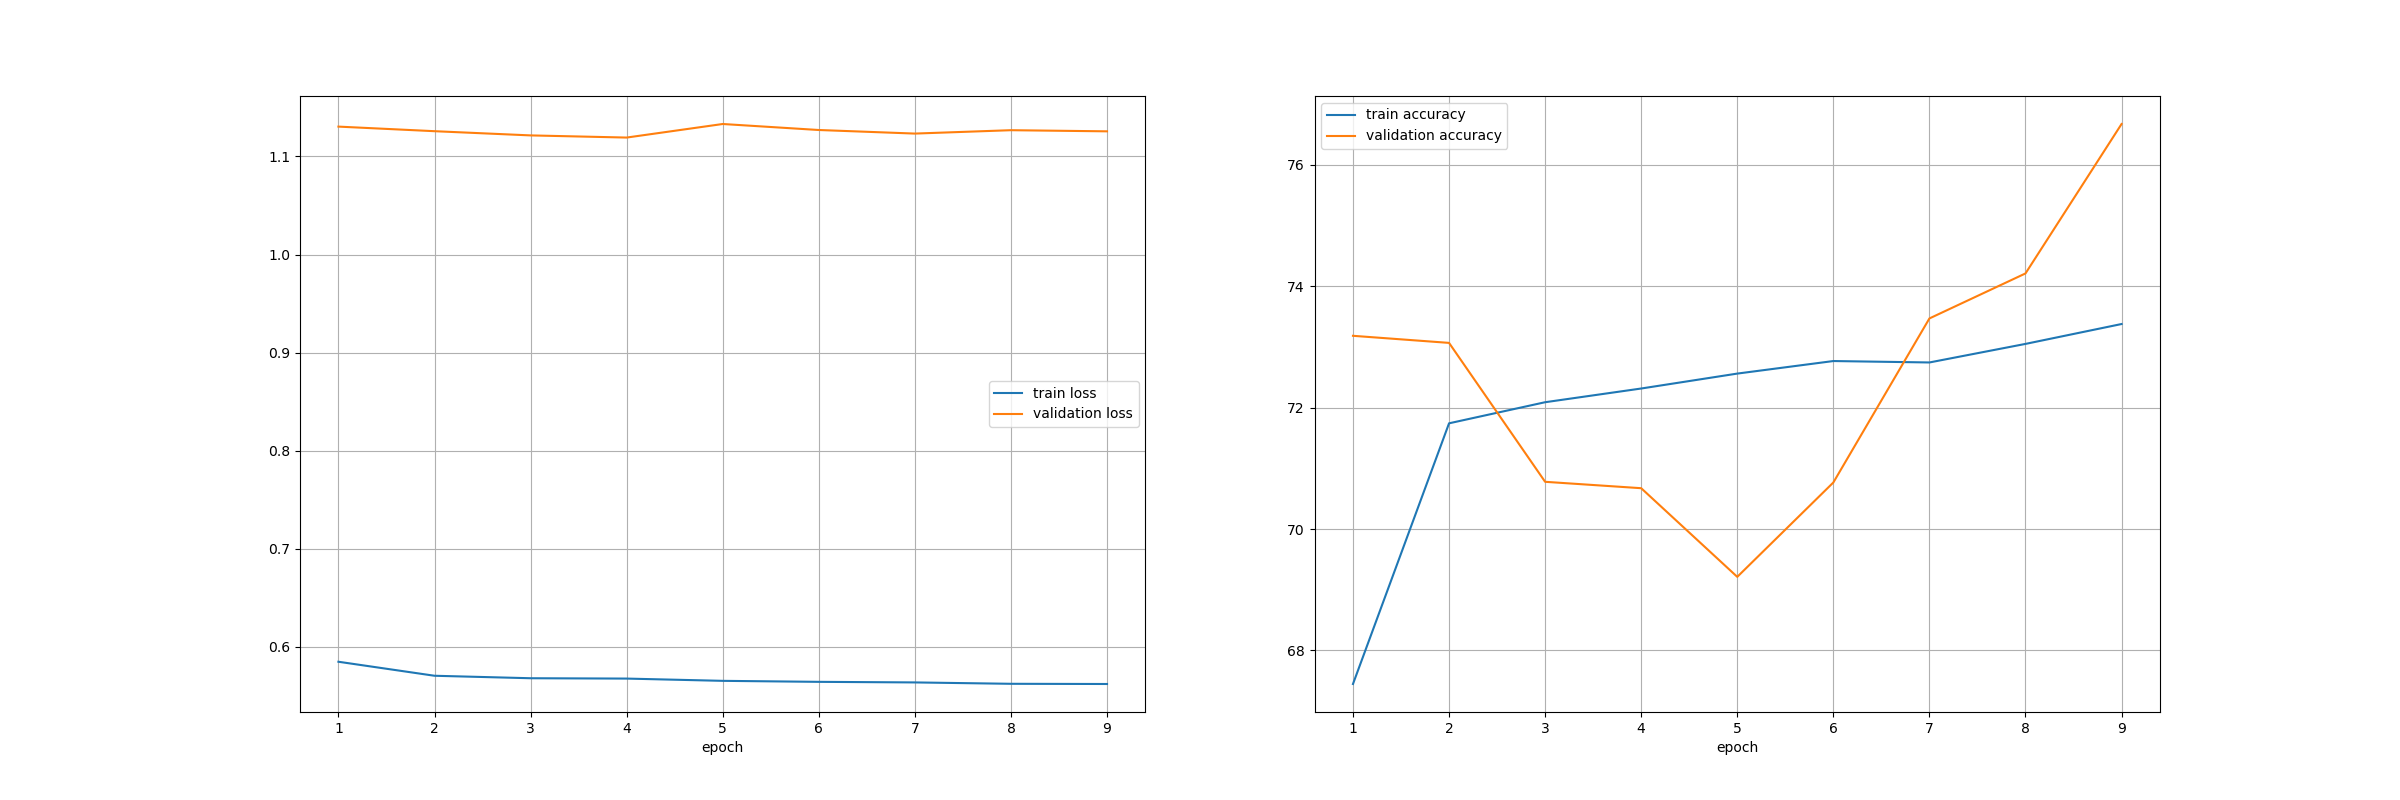 1.1
1.0
0.9
0.8
0.7
0.6
train loss
validation loss
1 2 3 4 5 6 7 8 9
epoch
train accuracy
validation accuracy
76
74
72
70
68
1 2 3 4 5 6 7 8 9
epoch